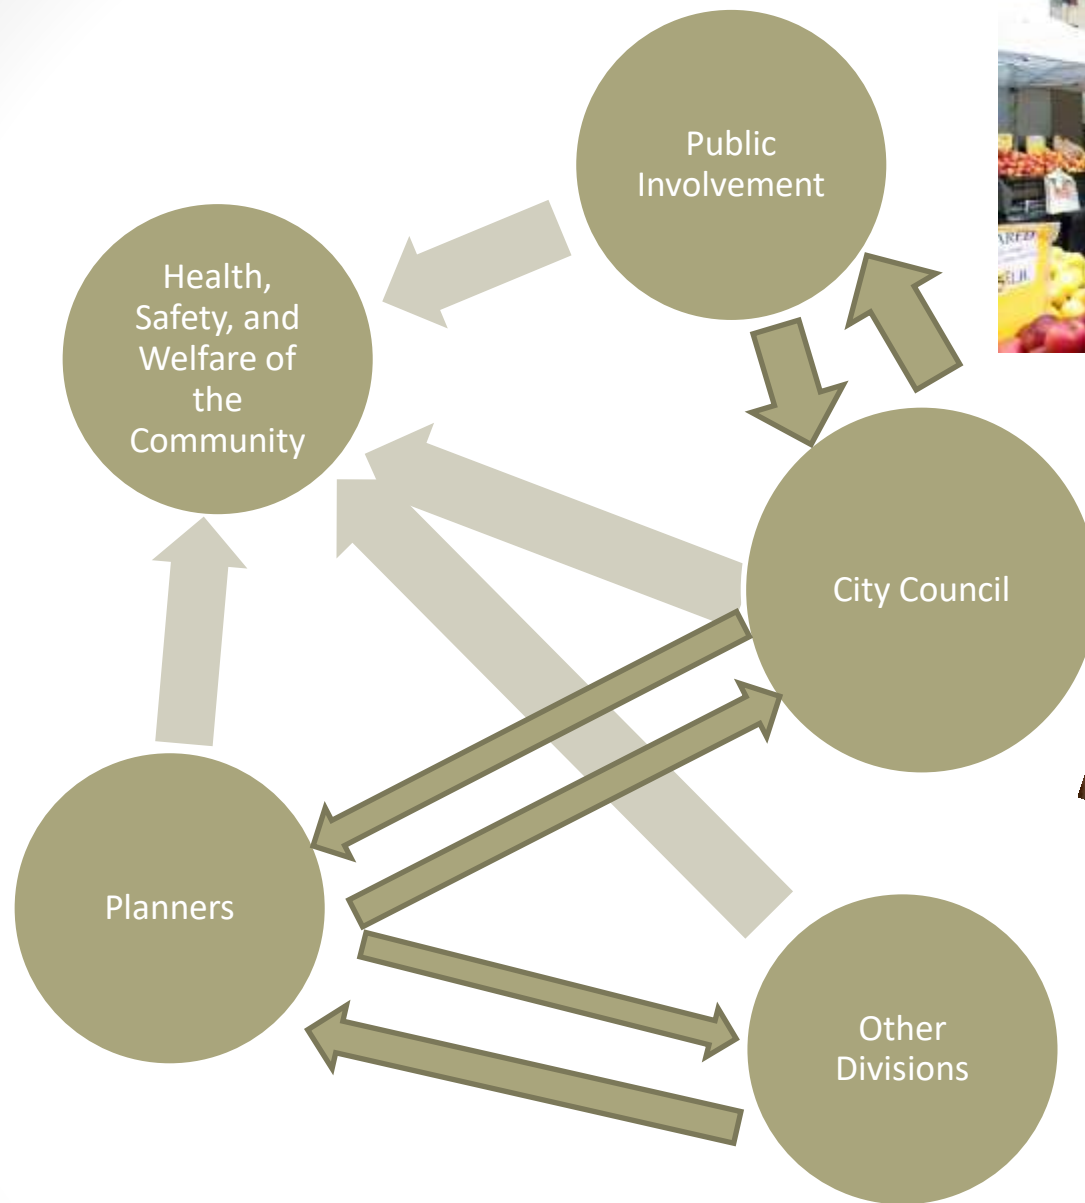 Public
Involvement
Health,
Safety, and
Welfare of
the
Community
City Council
Planners
Other
Divisions